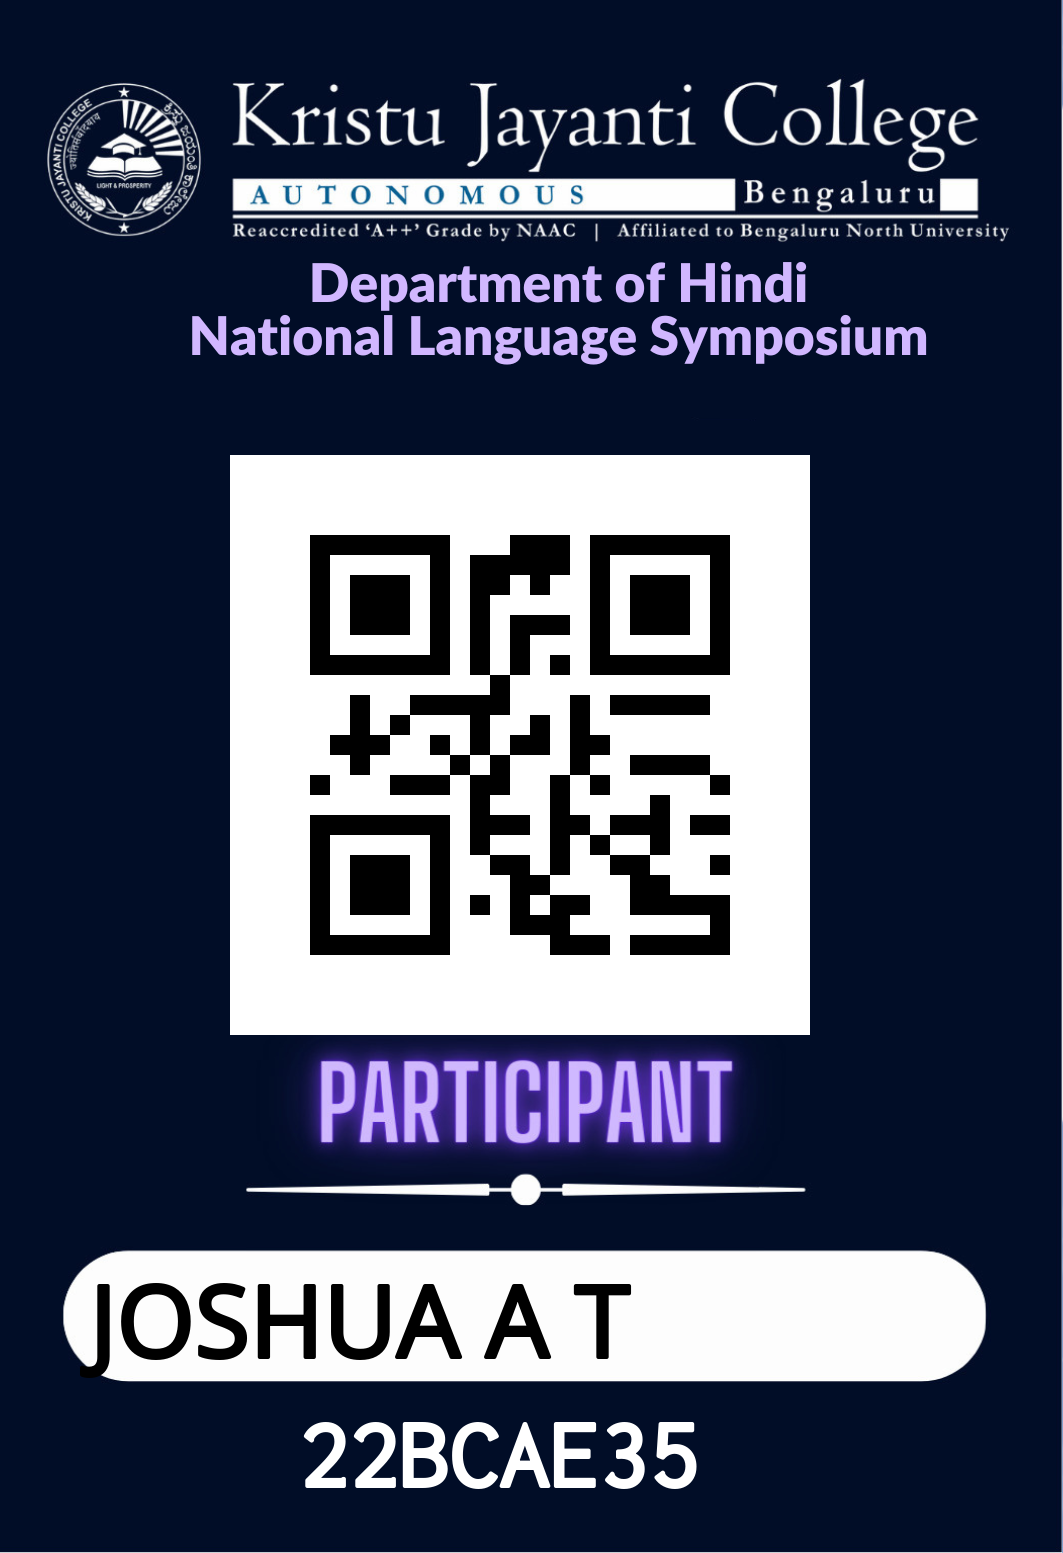 Kristu Jayanti College
AUTONOMOUS Bengaluru
Reaccredited ‘A++’ Grade by NAAC | Affiliated to Bengaluru North University
KRISTU JAYANTI COLLEGE
LIGHT & PROSPERITY
Department of Hindi
National Language Symposium
PARTICIPANT
JOSHUA A T
22BCAE35